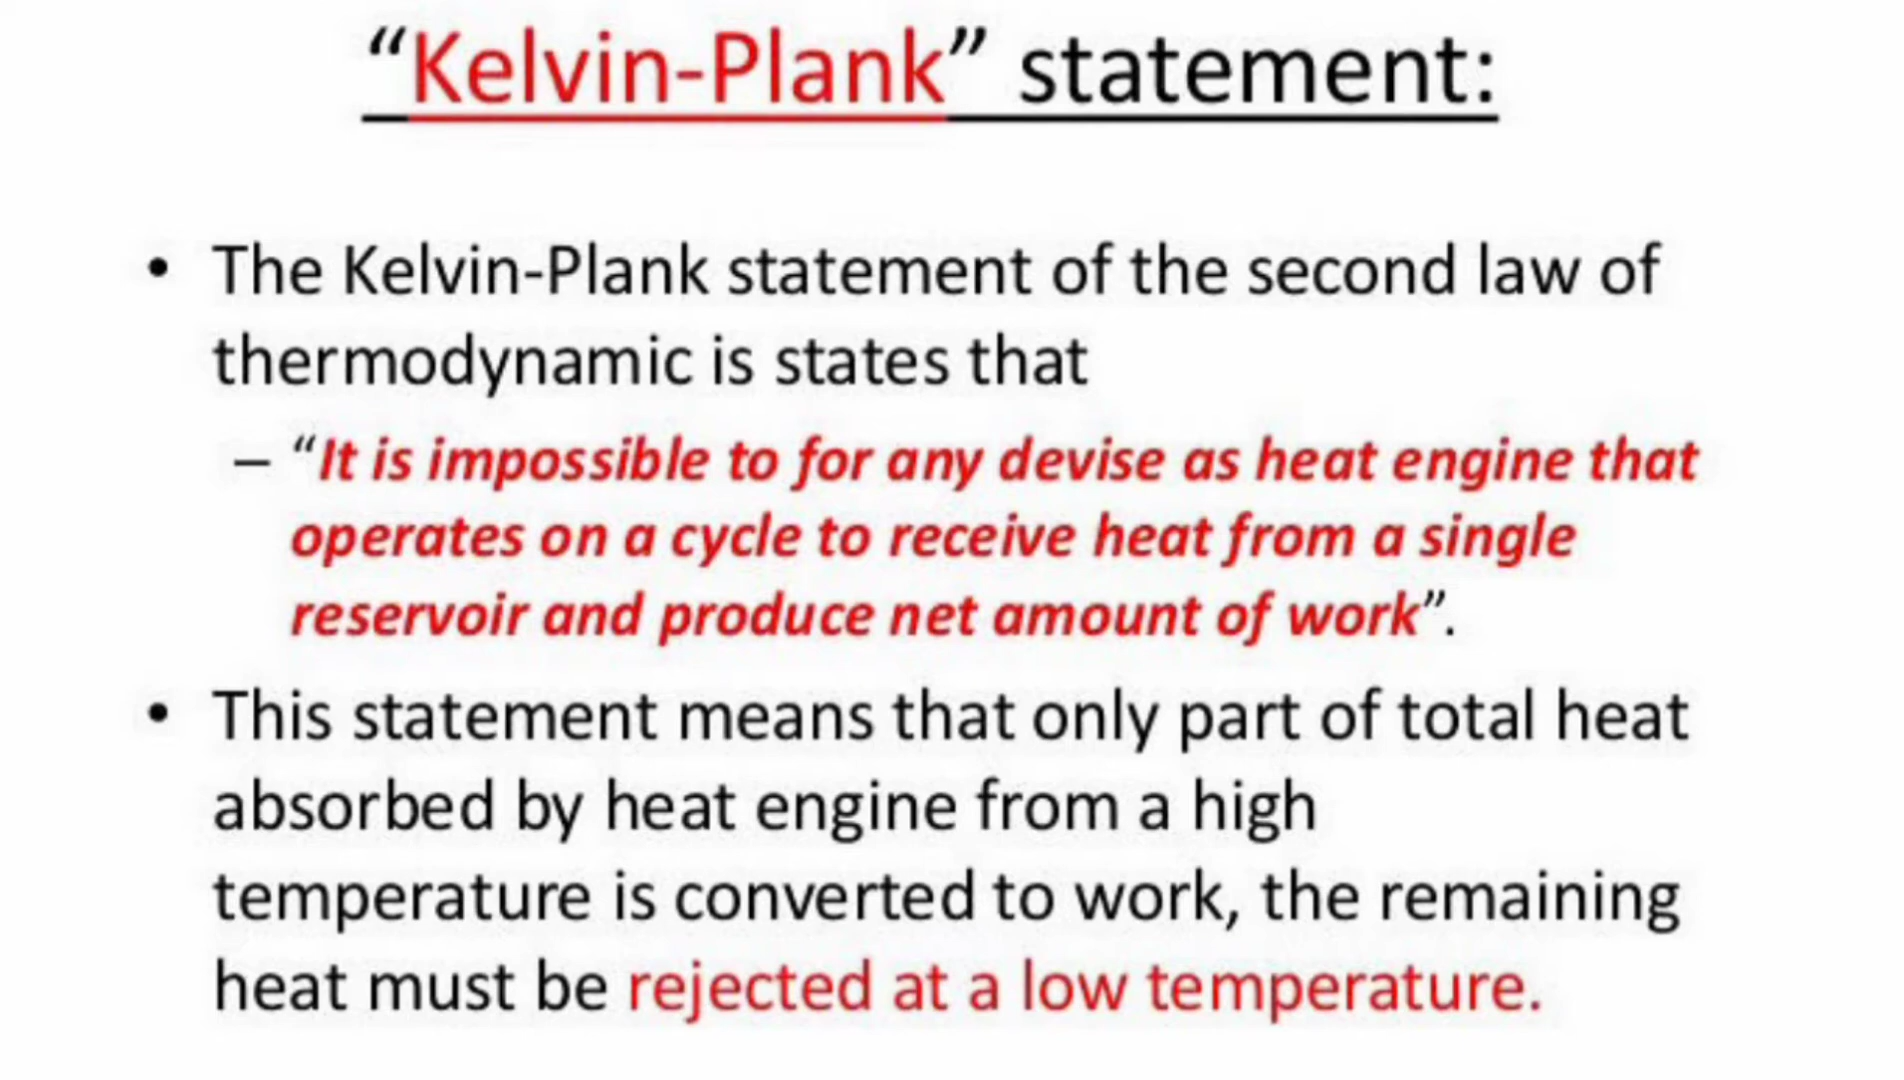 “Kelvin-Plank” statement:
• The Kelvin-Plank statement of the second law of
thermodynamic is states that
– “It is impossible to for any devise as heat engine that
operates on a cycle to receive heat from a single
reservoir and produce net amount of work”.
• This statement means that only part of total heat
absorbed by heat engine from a high
temperature is converted to work, the remaining
heat must be rejected at a low temperature.